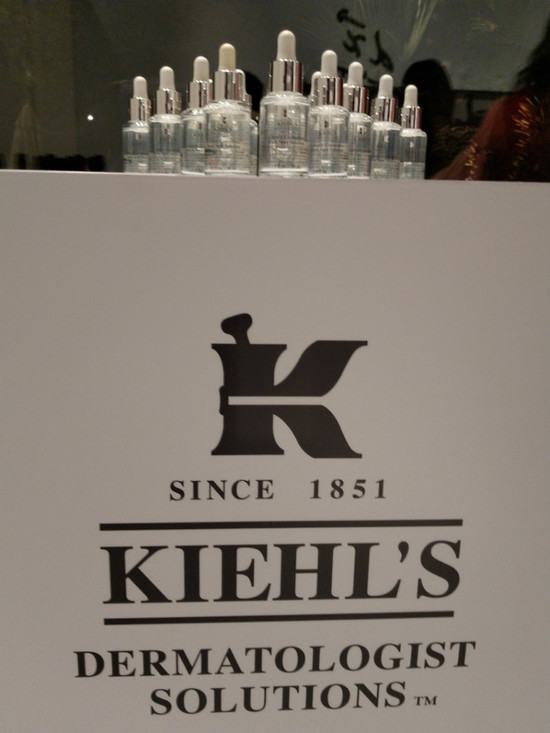 SINCE 1851
KIEHL'S
DERMATOLOGIST
SOLUTIONS TM